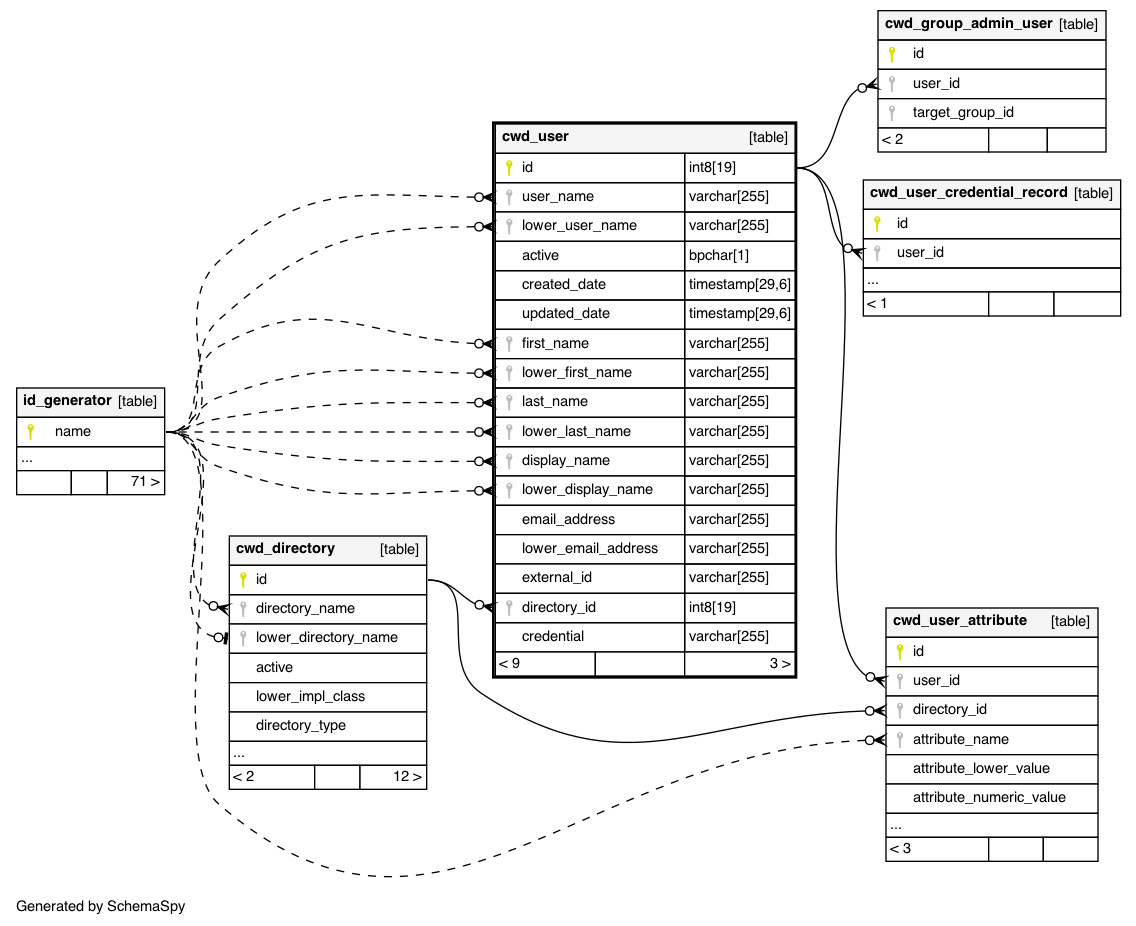 cwd_group_admin_user [table]
id
user_id
target_group_id
< 2
cwd_user [table]
id int8[19]
user_name varchar[255]
lower_user_name varchar[255]
active bpchar[1]
created_date timestamp[29,6]
updated_date timestamp[29,6]
first_name varchar[255]
lower_first_name varchar[255]
last_name varchar[255]
lower_last_name varchar[255]
display_name varchar[255]
lower_display_name varchar[255]
email_address varchar[255]
lower_email_address varchar[255]
external_id varchar[255]
directory_id int8[19]
credential varchar[255]
< 9 3 >
cwd_user_credential_record [table]
id
user_id
...
< 1
id_generator [table]
name
...
71 >
cwd_directory [table]
id
directory_name
lower_directory_name
active
lower_impl_class
directory_type
...
< 2 12 >
cwd_user_attribute [table]
id
user_id
directory_id
attribute_name
attribute_lower_value
attribute_numeric_value
...
< 3
Generated by SchemaSpy